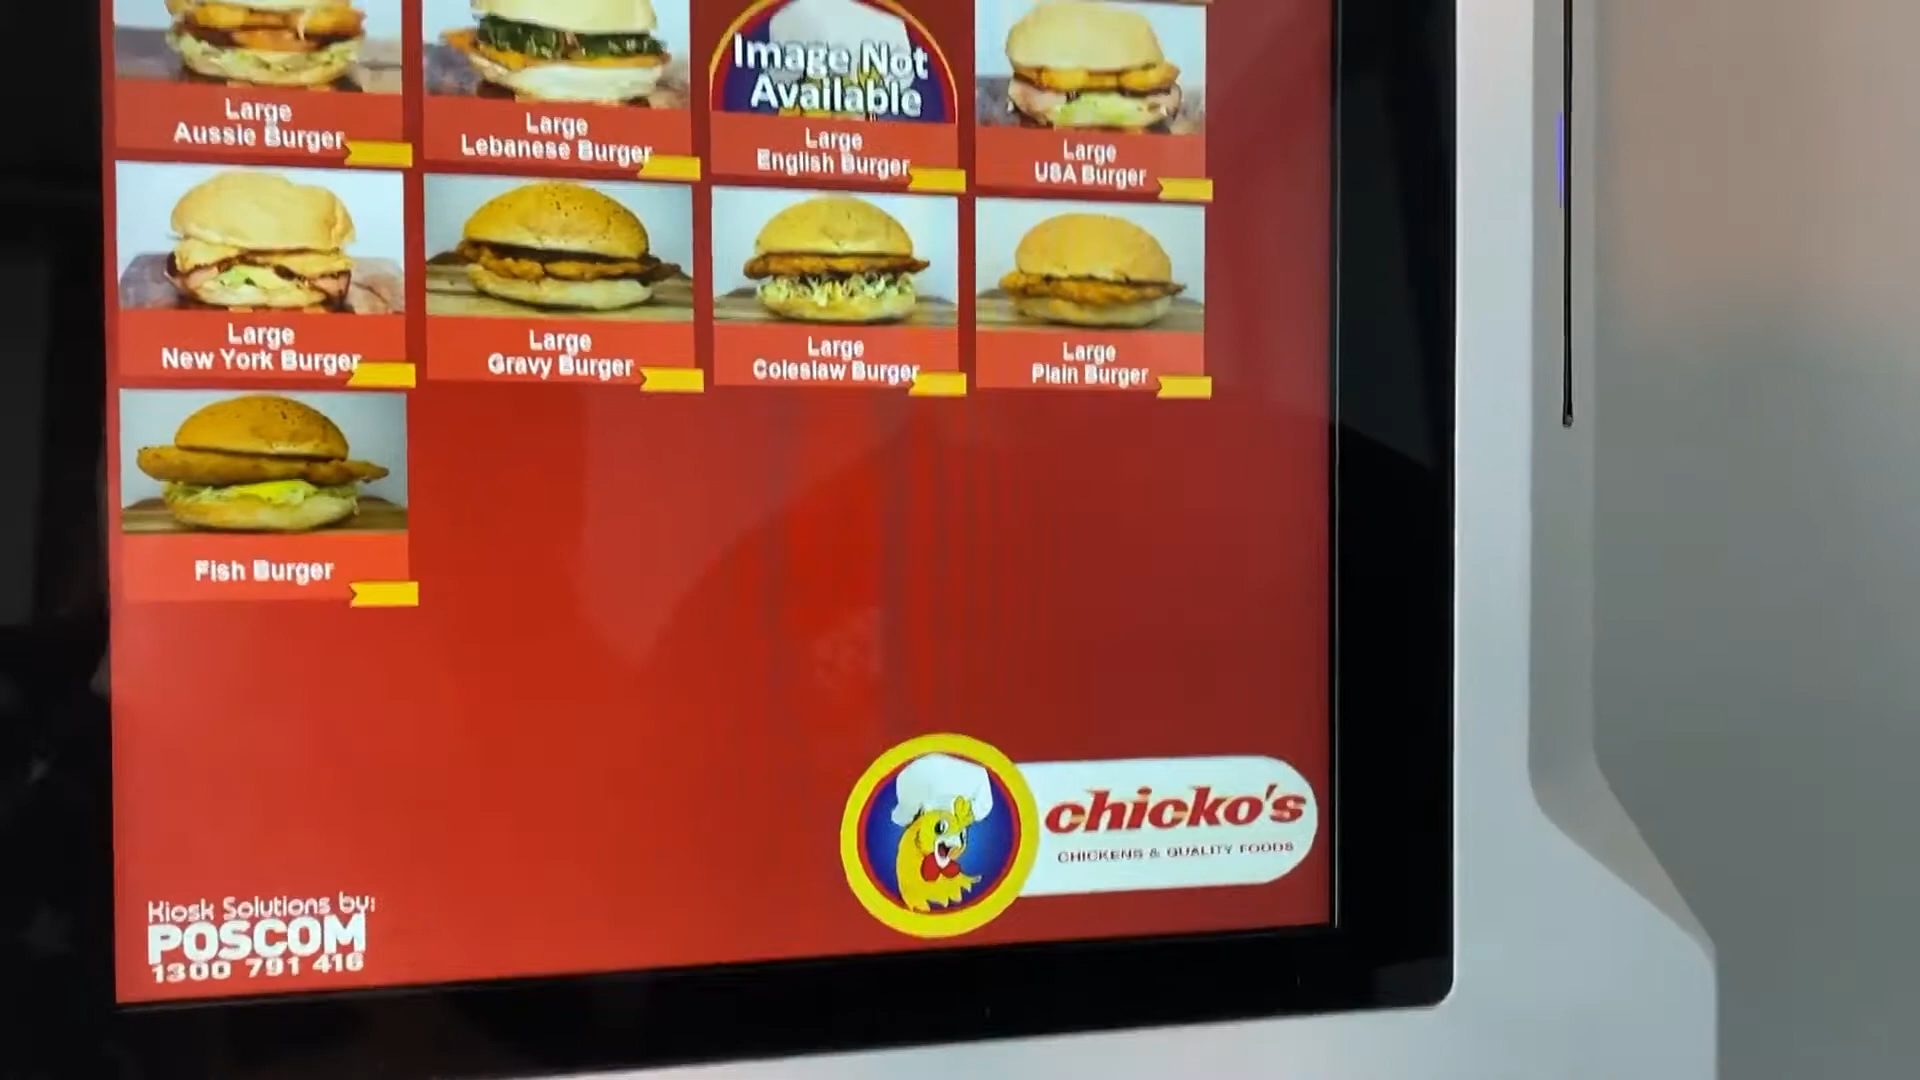 Image Not
Available
Large
Aussie Burger
Large
Lebanese Burger
Large
English Burger
Large
USA Burger
Large
New York Burger
Large
Gravy Burger
Large
Coleslaw Burger
Large
Plain Burger
Fish Burger
chicko's
CHICKENS & QUALITY FOODS
Kiosk Solutions by:
POSCOM
1300 791 416